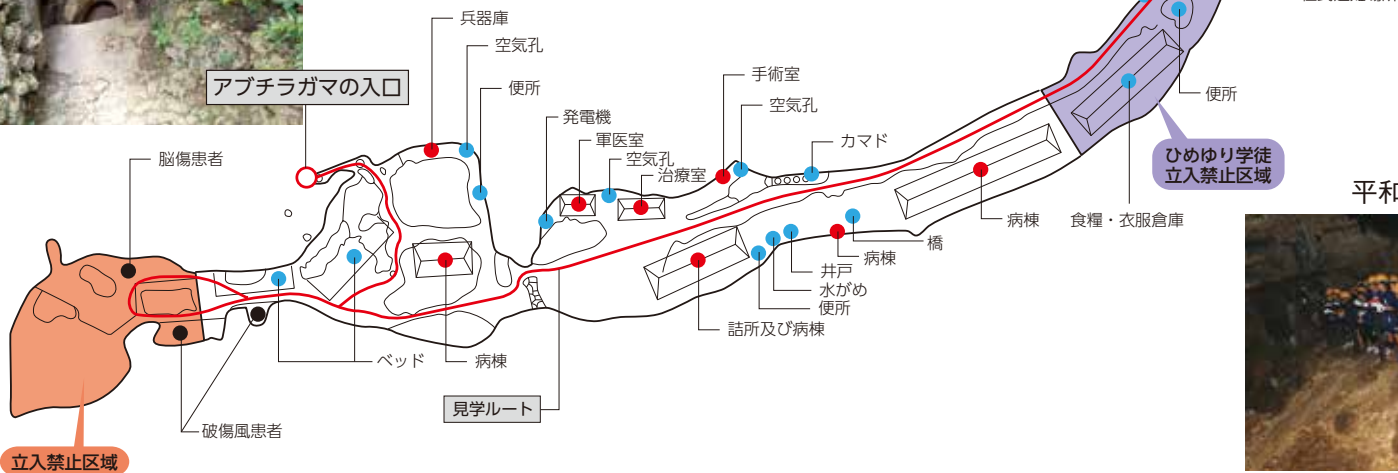 兵器庫
空気孔
アブチラガマの入口
便所
手術室
空気孔
発電機
軍医室
空気孔
治療室
カマド
便所
脳傷患者
ひめゆり学徒
立入禁止区域
平和
病棟
食糧・衣服倉庫
橋
病棟
井戸
水がめ
便所
詰所及び病棟
ベッド
病棟
見学ルート
破傷風患者
立入禁止区域